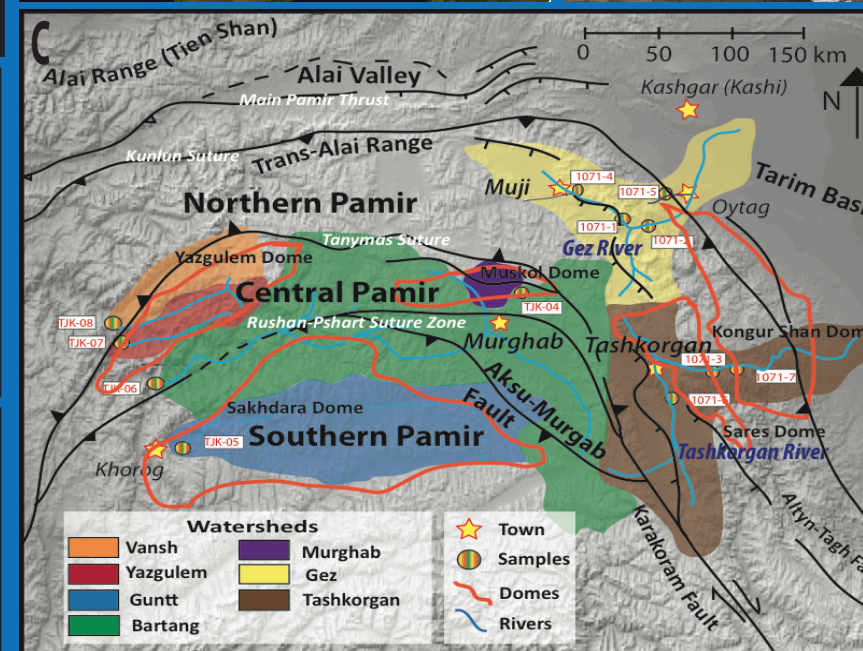 C
Alai Range (Tien Shan)
0 50 100 150 km
Alai Valley
Kashgar (Kashi)
Main Pamir Thrust
N
Kunlun Suture
Trans-Alai Range
Tarim Bas
Muji
1071-4
1071-5
Northern Pamir
Oytag
1071-1
1071-2
Tanymas Suture
Gez River
Yazgulem Dome
Muskol Dome
Central Pamir
TJK-04
TJK-08
Rushan-Pshart Suture Zone
Kongur Shan Dom
TJK-07
Murghab
Tashkorgan
1071-3
1071-7
TJK-06
Aksu-Murgab
Fault
1071-6
Sakhdara Dome
Southern Pamir
Sares Dome
TJK-05
Tashkorgan River
Khorog
Altyn-Tagh Fa
Karakoram Fault
Watersheds
Vansh
Yazgulem
Guntt
Bartang
Murghab
Gez
Tashkorgan
Town
Samples
Domes
Rivers